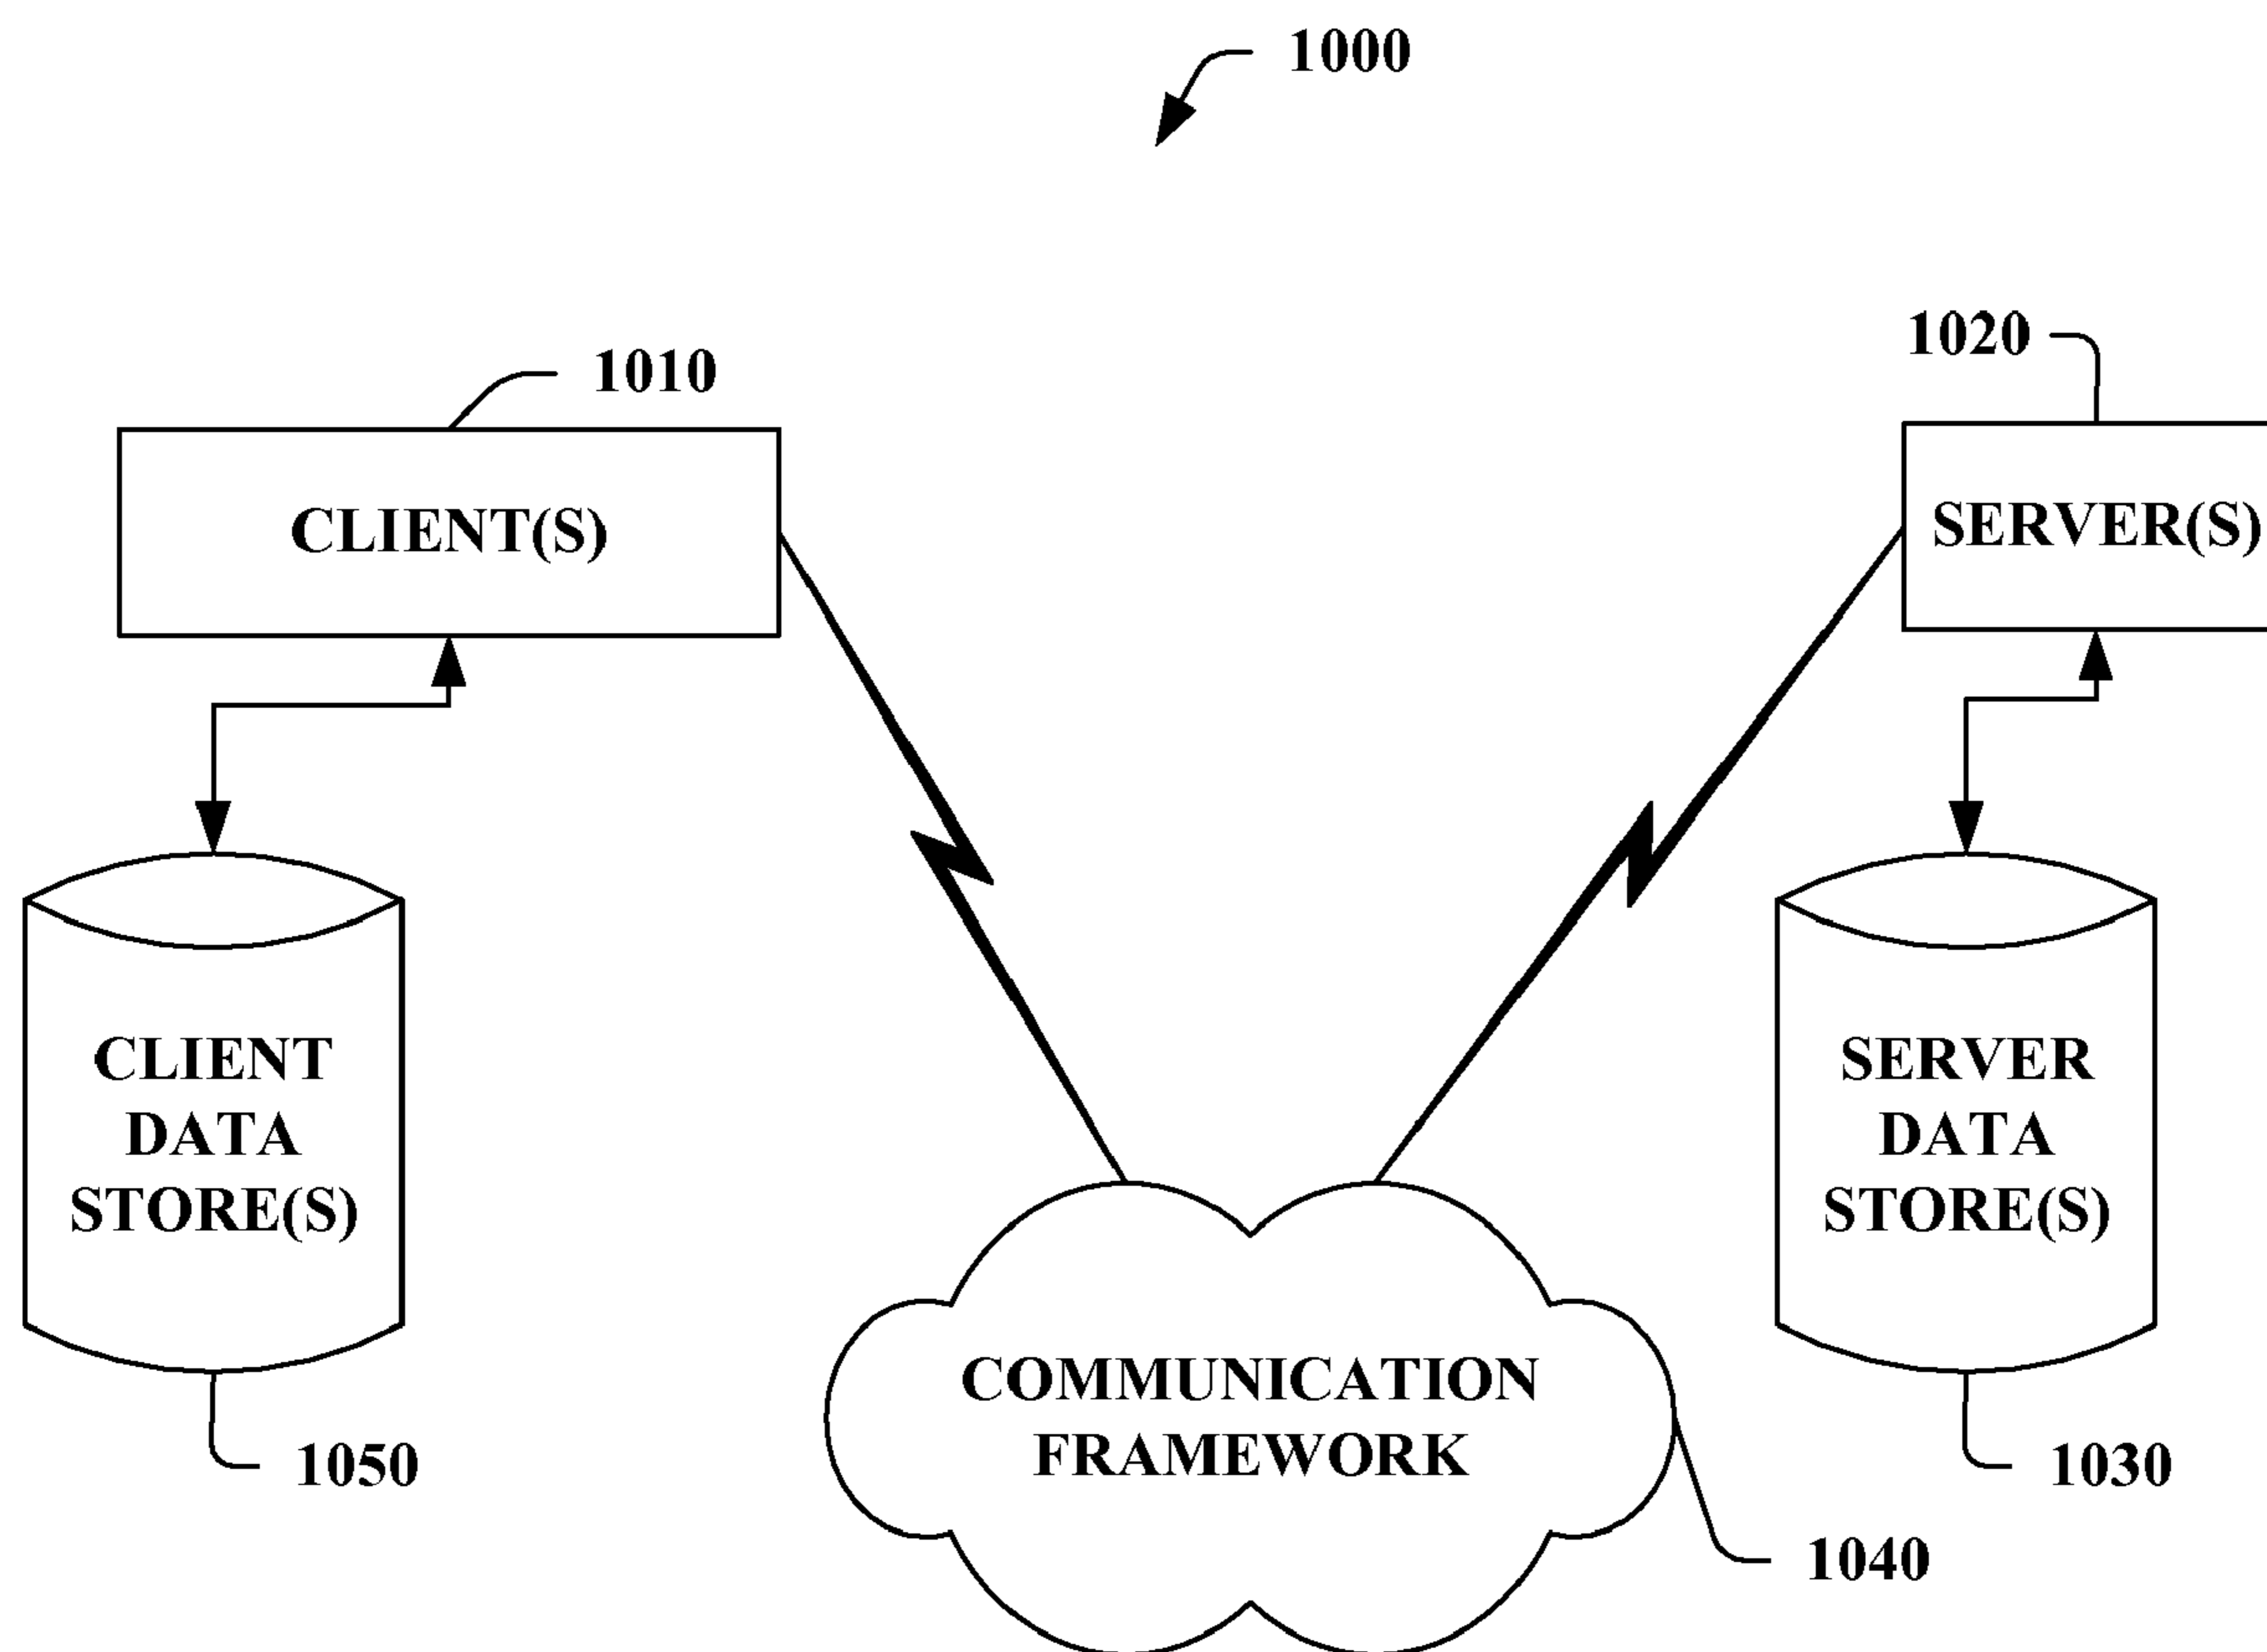 1000
1010
1020
CLIENT(S)
SERVER(S)
CLIENT
DATA
STORE(S)
SERVER
DATA
STORE(S)
COMMUNICATION
FRAMEWORK
1050
1030
1040